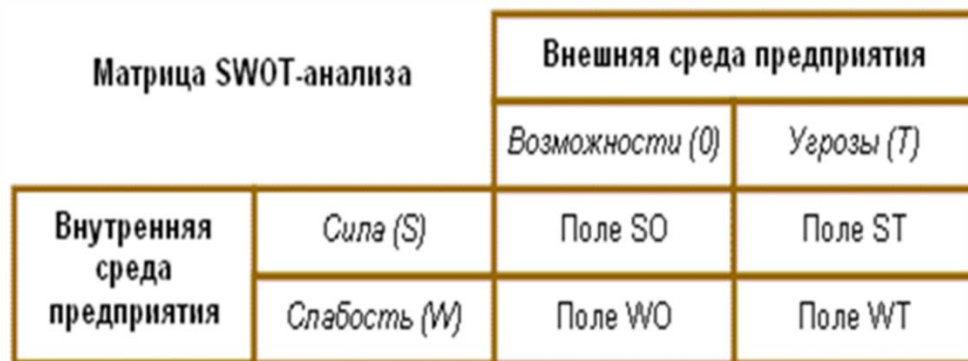 Матрица SWOT-анализа
Внешняя среда предприятия
Возможности (0)
Угрозы (T)
Внутренняя
среда
предприятия
Сила (S)
Поле SO
Поле ST
Слабость (W)
Поле WO
Поле WT